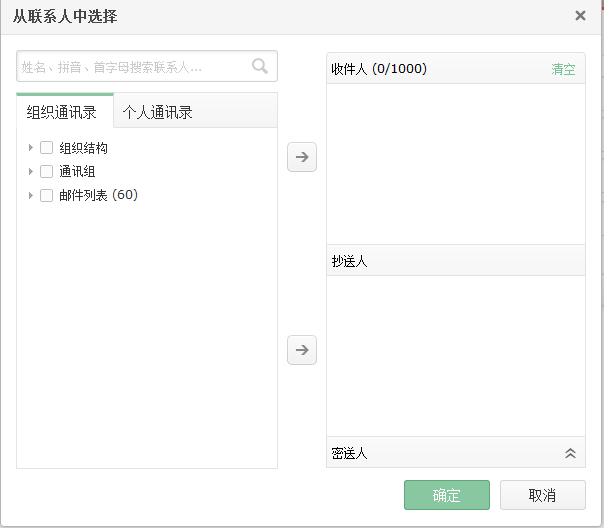 从联系人中选择
姓名、拼音、首字母搜索联系人...
组织通讯录
个人通讯录
组织结构
通讯组
邮件列表 (60)
收件人 (0/1000)
清空
抄送人
密送人
确定
取消